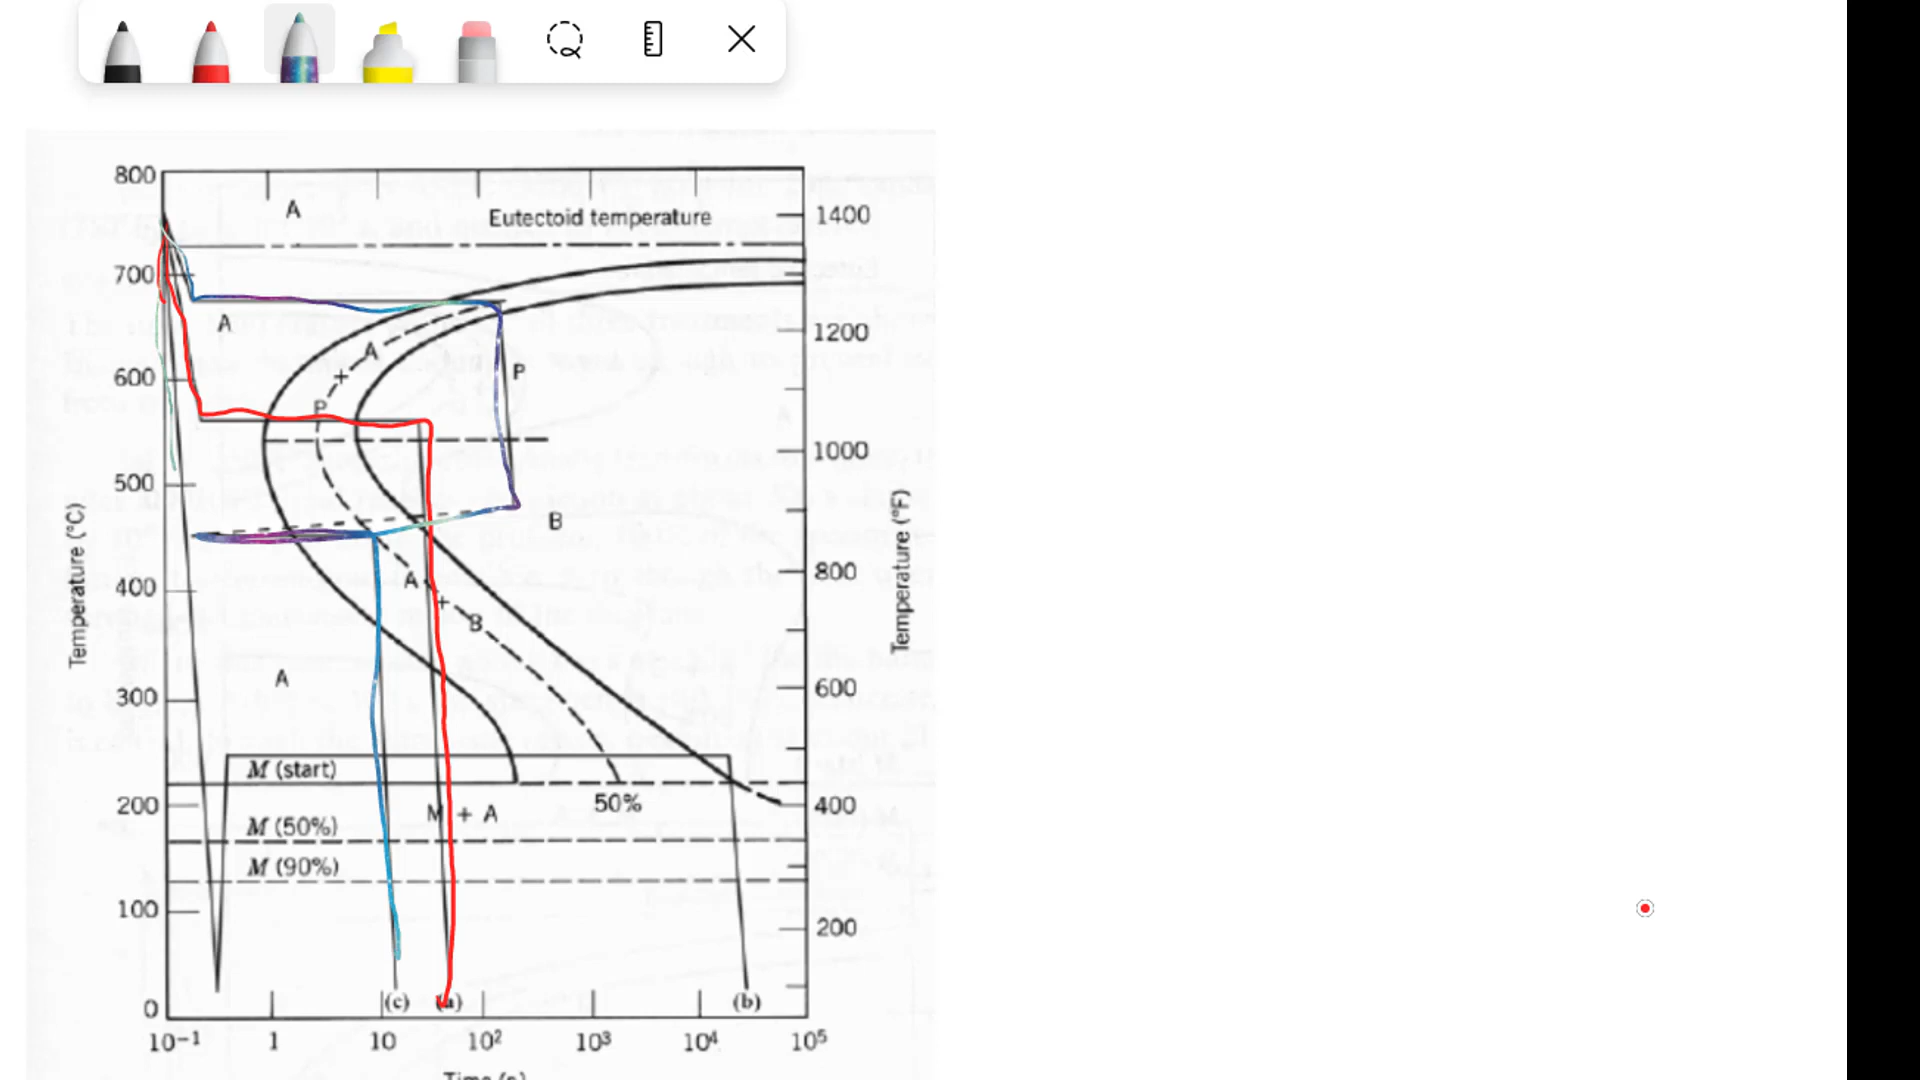 800
A
Eutectoid temperature
1400
700
A
1200
A
+
600
P
P
1000
500
B
Temperature (°C)
Temperature (°F)
A
800
400
+
B
A
600
300
M (start)
200
M + A
50%
400
M (50%)
M (90%)
100
200
0
(c)
(a)
(b)
10⁻¹
1
10
10²
10³
10⁴
10⁵
Time (s)